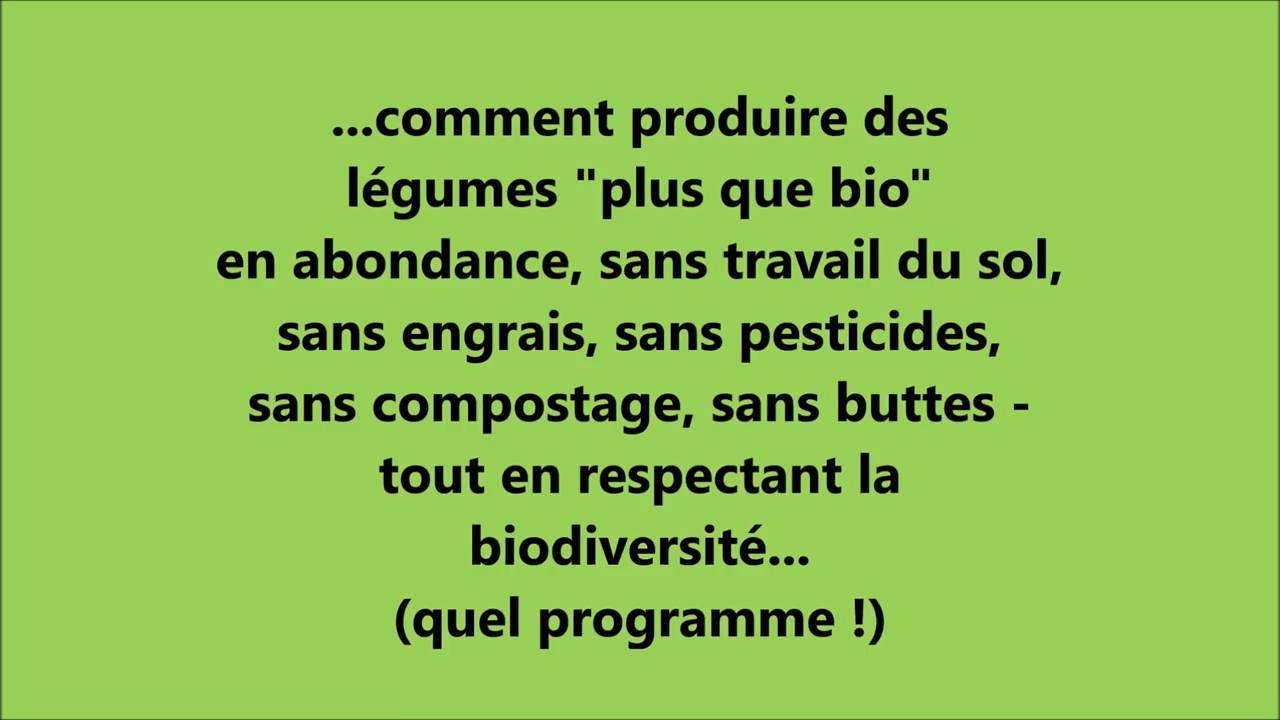 ...comment produire des
légumes "plus que bio"
en abondance, sans travail du sol,
sans engrais, sans pesticides,
sans compostage, sans buttes -
tout en respectant la
biodiversité...
(quel programme !)